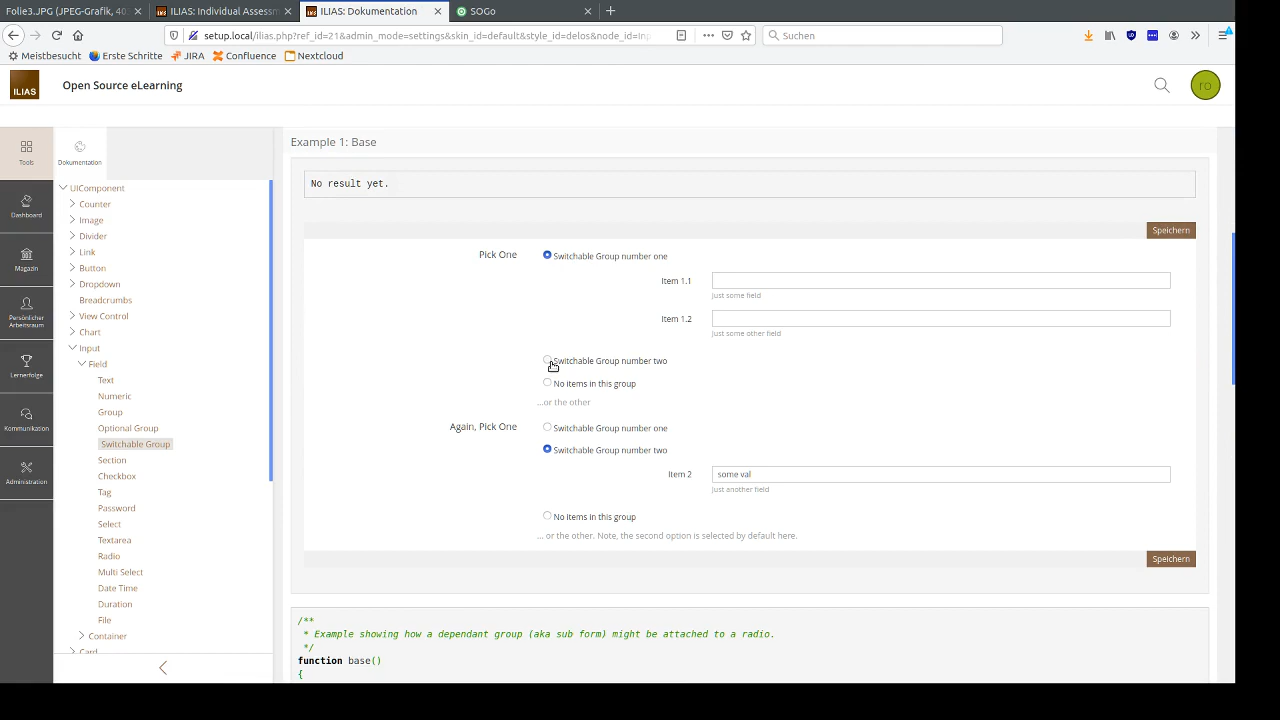 Folie3.JPG (JPEG-Grafik, 40
ILIAS: Individual Assessm
ILIAS: Dokumentation
SOGo
setup.local/ilias.php?ref_id=21&admin_mode=settings&skin_id=default&style_id=delos&node_id=Inp
Suchen
Meistbesucht
Erste Schritte
JIRA
Confluence
Nextcloud
ILIAS
Open Source eLearning
ro
Tools
Dashboard
Magazin
Persönlicher
Arbeitsraum
Lernerfolge
Kommunikation
Administration
Dokumentation
UIComponent
Counter
Image
Divider
Link
Button
Dropdown
Breadcrumbs
View Control
Chart
Input
Field
Text
Numeric
Group
Optional Group
Switchable Group
Section
Checkbox
Tag
Password
Select
Textarea
Radio
Multi Select
Date Time
Duration
File
Container
Card
Example 1: Base
No result yet.
Speichern
Pick One
Switchable Group number one
Item 1.1
Just some field
Item 1.2
Just some other field
Switchable Group number two
No items in this group
...or the other
Again, Pick One
Switchable Group number one
Switchable Group number two
Item 2
some val
Just another field
No items in this group
... or the other. Note, the second option is selected by default here.
Speichern
/**
* Example showing how a dependant group (aka sub form) might be attached to a radio.
*/
function base()
{